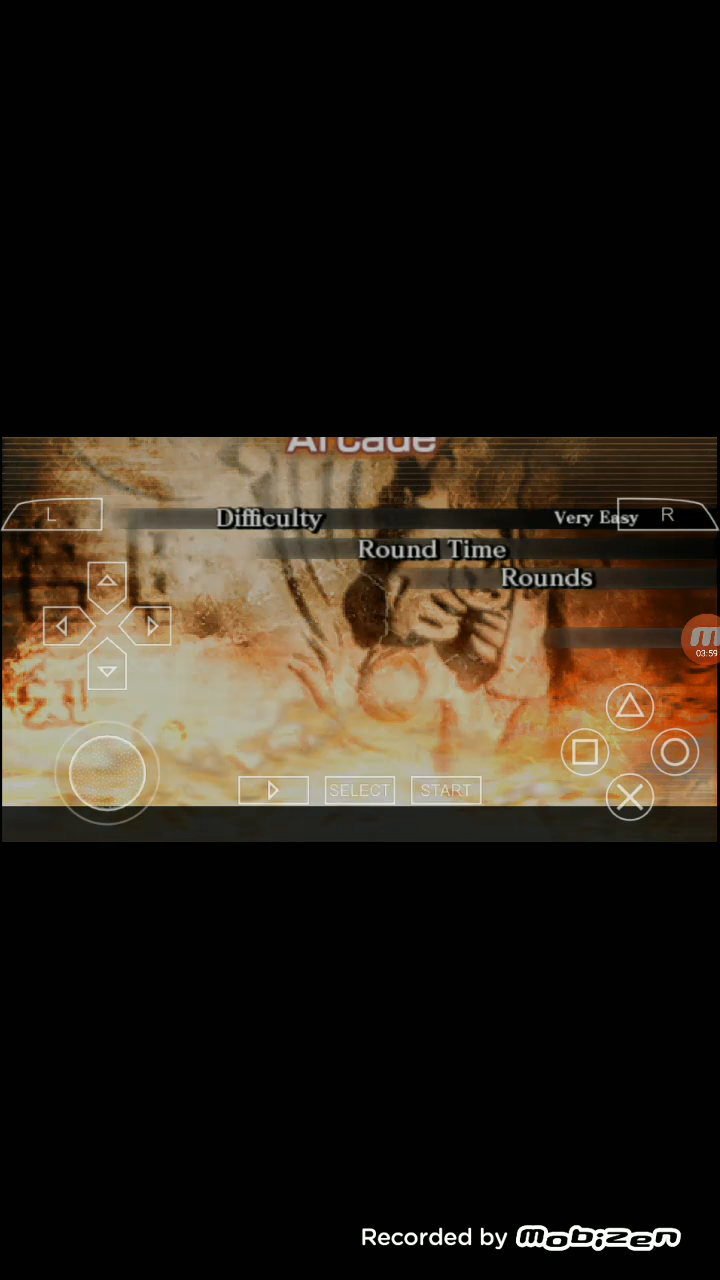 Arcade
L
Difficulty
Very Easy
R
Round Time
Rounds
03:59
SELECT
START
Recorded by mobizen